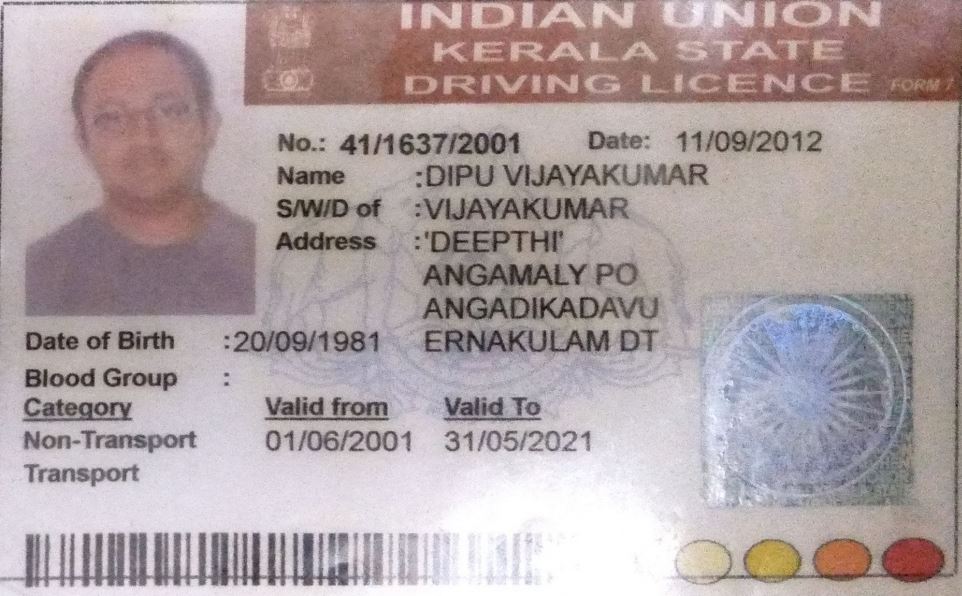 INDIAN UNION
KERALA STATE
DRIVING LICENCE FORM 7
No.: 41/1637/2001 Date: 11/09/2012
Name :DIPU VIJAYAKUMAR
S/W/D of :VIJAYAKUMAR
Address :'DEEPTHI'
ANGAMALY PO
ANGADIKADAVU
Date of Birth :20/09/1981 ERNAKULAM DT
Blood Group :
Category Valid from Valid To
Non-Transport 01/06/2001 31/05/2021
Transport